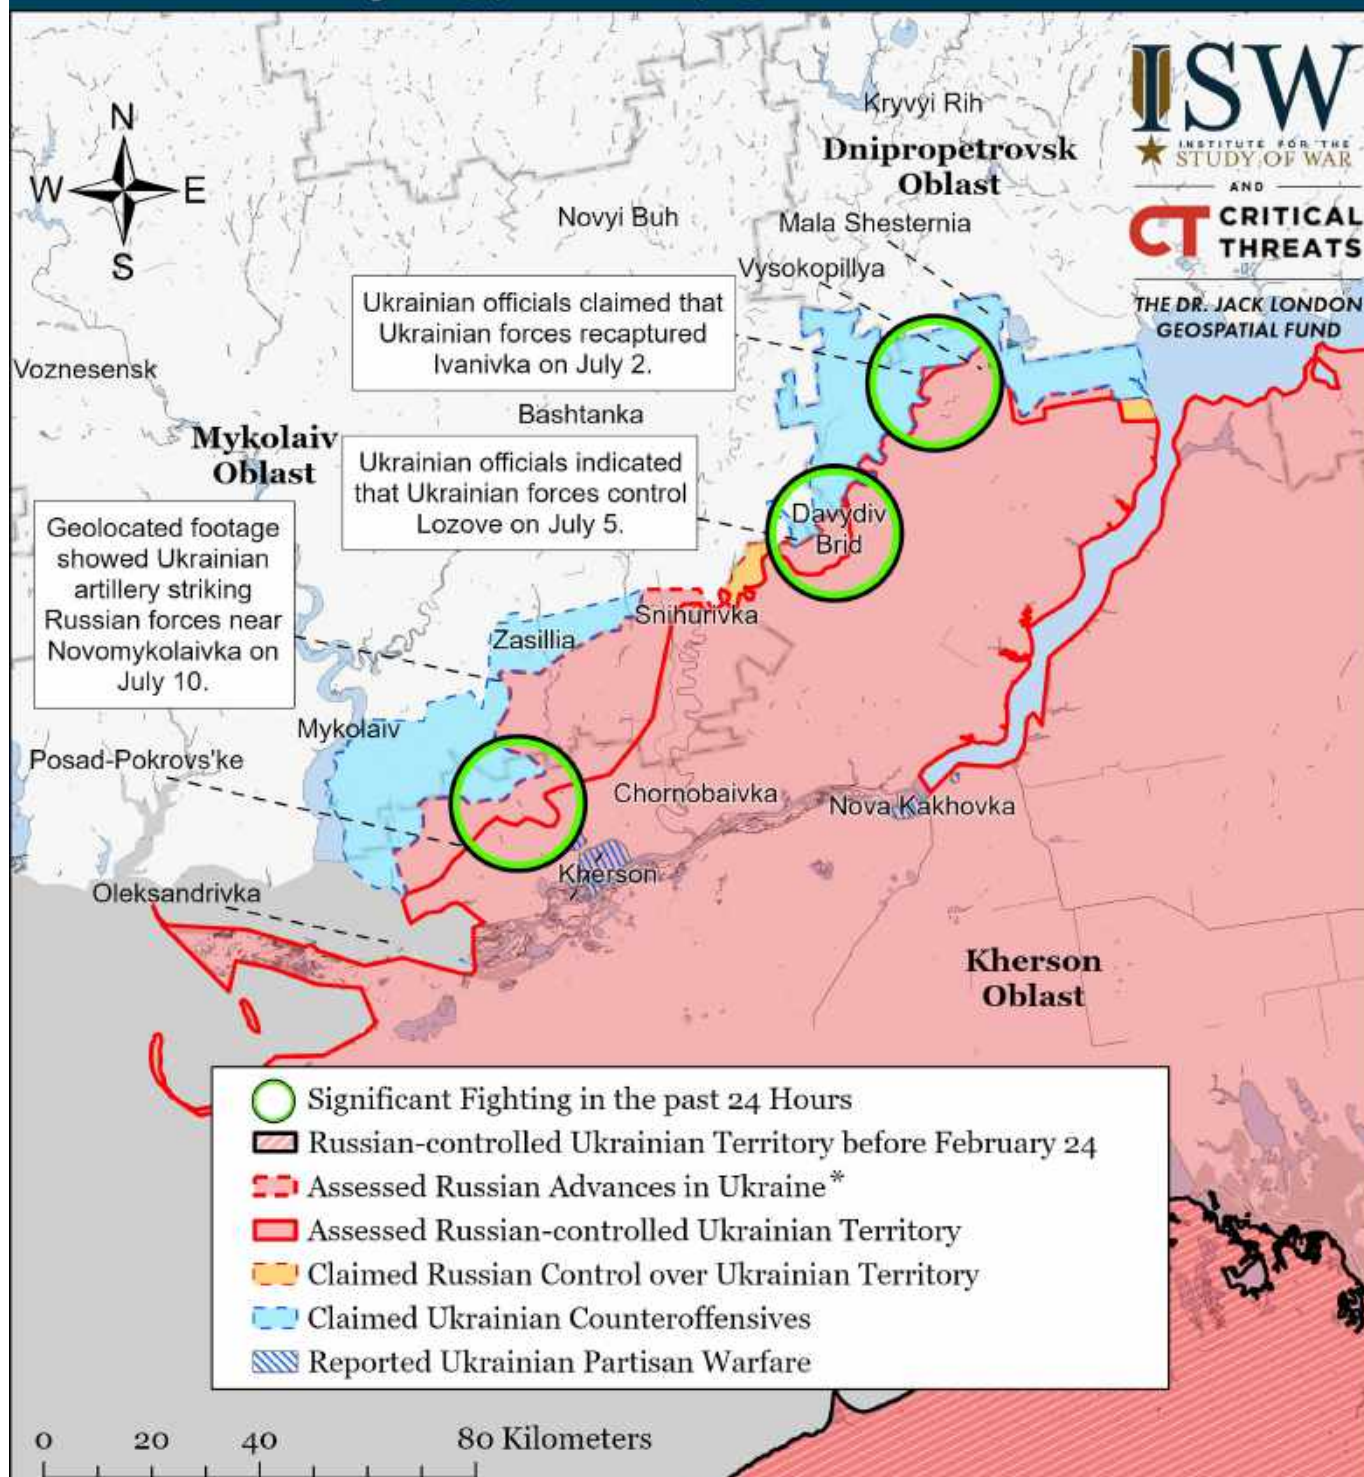 N
W E
S
ISW
INSTITUTE FOR THE
STUDY OF WAR
AND
CT CRITICAL
THREATS
THE DR. JACK LONDON
GEOSPATIAL FUND
Kryvyi Rih
Dnipropetrovsk
Oblast
Novyi Buh
Mala Shesternia
Vysokopillya
Ukrainian officials claimed that
Ukrainian forces recaptured
Ivanivka on July 2.
Voznesensk
Bashtanka
Mykolaiv
Oblast
Ukrainian officials indicated
that Ukrainian forces control
Lozove on July 5.
Davydiv
Brid
Geolocated footage
showed Ukrainian
artillery striking
Russian forces near
Novomykolaivka on
July 10.
Snihurivka
Zasillia
Mykolaiv
Posad-Pokrovs'ke
Chornobaivka
Nova Kakhovka
Kherson
Oleksandrivka
Kherson
Oblast
Significant Fighting in the past 24 Hours
Russian-controlled Ukrainian Territory before February 24
Assessed Russian Advances in Ukraine*
Assessed Russian-controlled Ukrainian Territory
Claimed Russian Control over Ukrainian Territory
Claimed Ukrainian Counteroffensives
Reported Ukrainian Partisan Warfare
0 20 40 80 Kilometers